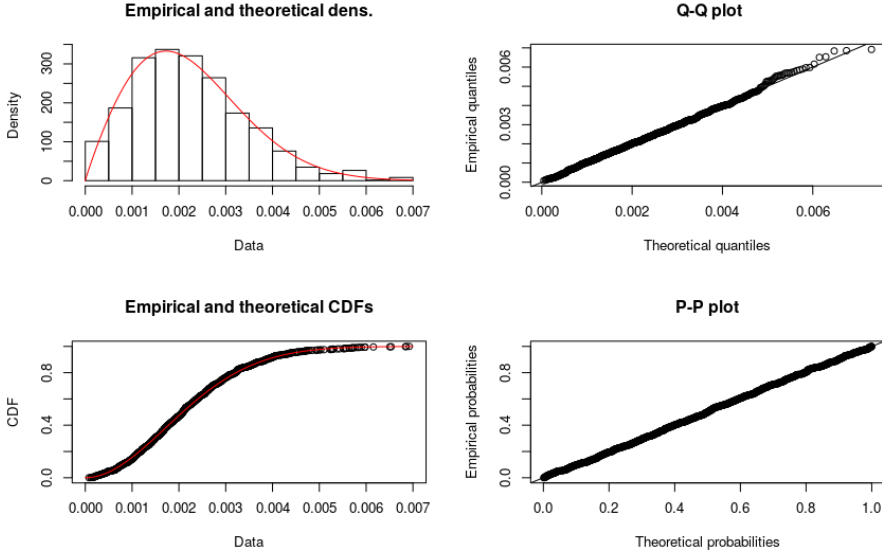 Empirical and theoretical dens.
Density
0 100 200 300
0.000 0.001 0.002 0.003 0.004 0.005 0.006 0.007
Data
Q-Q plot
Empirical quantiles
0.000 0.003 0.006
0.000 0.002 0.004 0.006
Theoretical quantiles
Empirical and theoretical CDFs
CDF
0.0 0.4 0.8
0.000 0.001 0.002 0.003 0.004 0.005 0.006 0.007
Data
P-P plot
Empirical probabilities
0.0 0.4 0.8
0.0 0.2 0.4 0.6 0.8 1.0
Theoretical probabilities